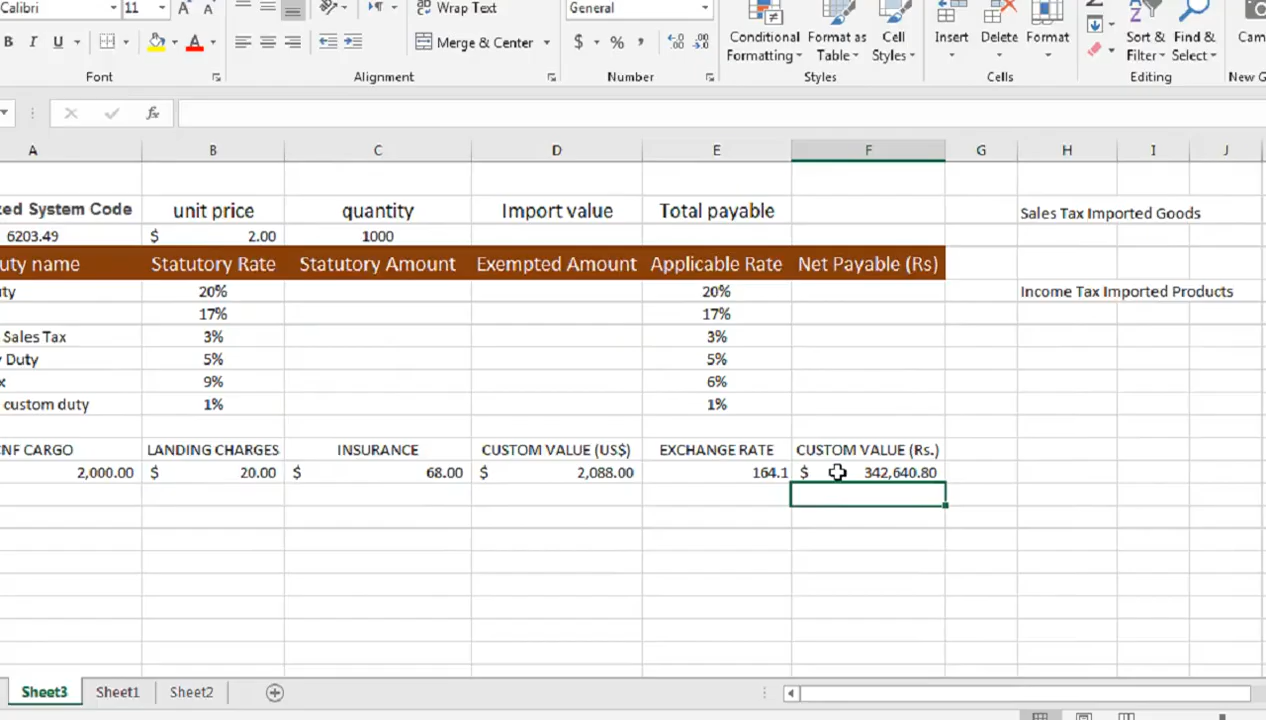 Calibri 11 A A Wrap Text General
B I U A Merge & Center $ % , Conditional Formatting Format as Table Cell Styles Insert Delete Format Sort & Filter Find & Select
Font Alignment Number Styles Cells Editing
fx
A B C D E F G H I J
System Code unit price quantity Import value Total payable Sales Tax Imported Goods
6203.49 $ 2.00 1000
name Statutory Rate Statutory Amount Exempted Amount Applicable Rate Net Payable (Rs)
20% 20% Income Tax Imported Products
17% 17%
Sales Tax 3% 3%
Duty 5% 5%
9% 6%
custom duty 1% 1%
CARGO LANDING CHARGES INSURANCE CUSTOM VALUE (US$) EXCHANGE RATE CUSTOM VALUE (Rs.)
2,000.00 $ 20.00 $ 68.00 $ 2,088.00 164.1 $ 342,640.80
Sheet3 Sheet1 Sheet2